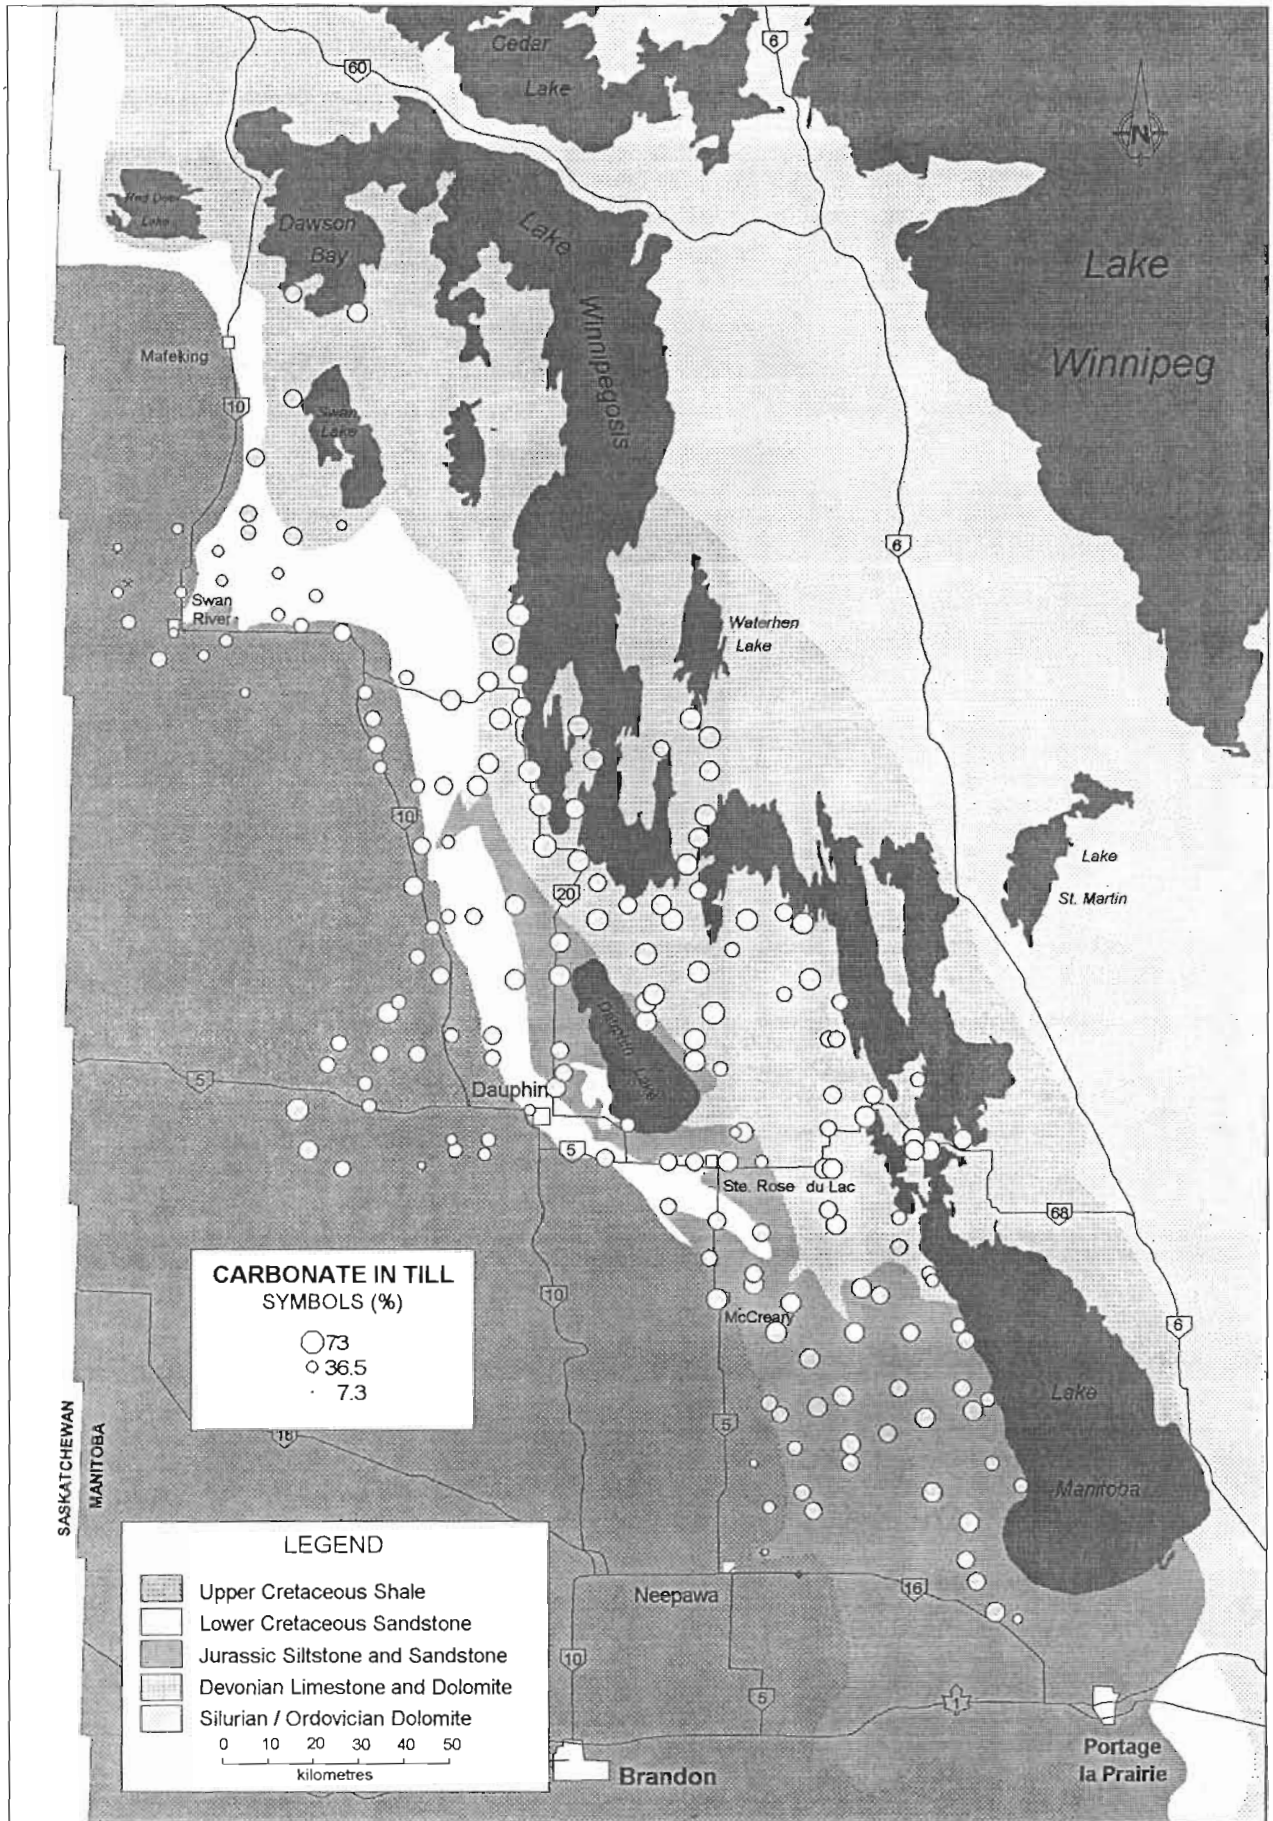 Cedar
Lake
6
60
Red Deer
Lake
Dawson
Bay
Lake
Winnipegosis
N
Lake
Winnipeg
Mafeking
10
Swan
Lake
6
Swan
River
Waterhen
Lake
10
Lake
St. Martin
20
Dauphin
Lake
5
Dauphin
5
Ste. Rose du Lac
68
CARBONATE IN TILL
SYMBOLS (%)
73
36.5
7.3
10
McCreary
6
Lake
Manitoba
5
18
SASKATCHEWAN
MANITOBA
LEGEND
Upper Cretaceous Shale
Lower Cretaceous Sandstone
Jurassic Siltstone and Sandstone
Devonian Limestone and Dolomite
Silurian / Ordovician Dolomite
0 10 20 30 40 50
kilometres
Neepawa
16
10
5
1
Brandon
Portage
la Prairie